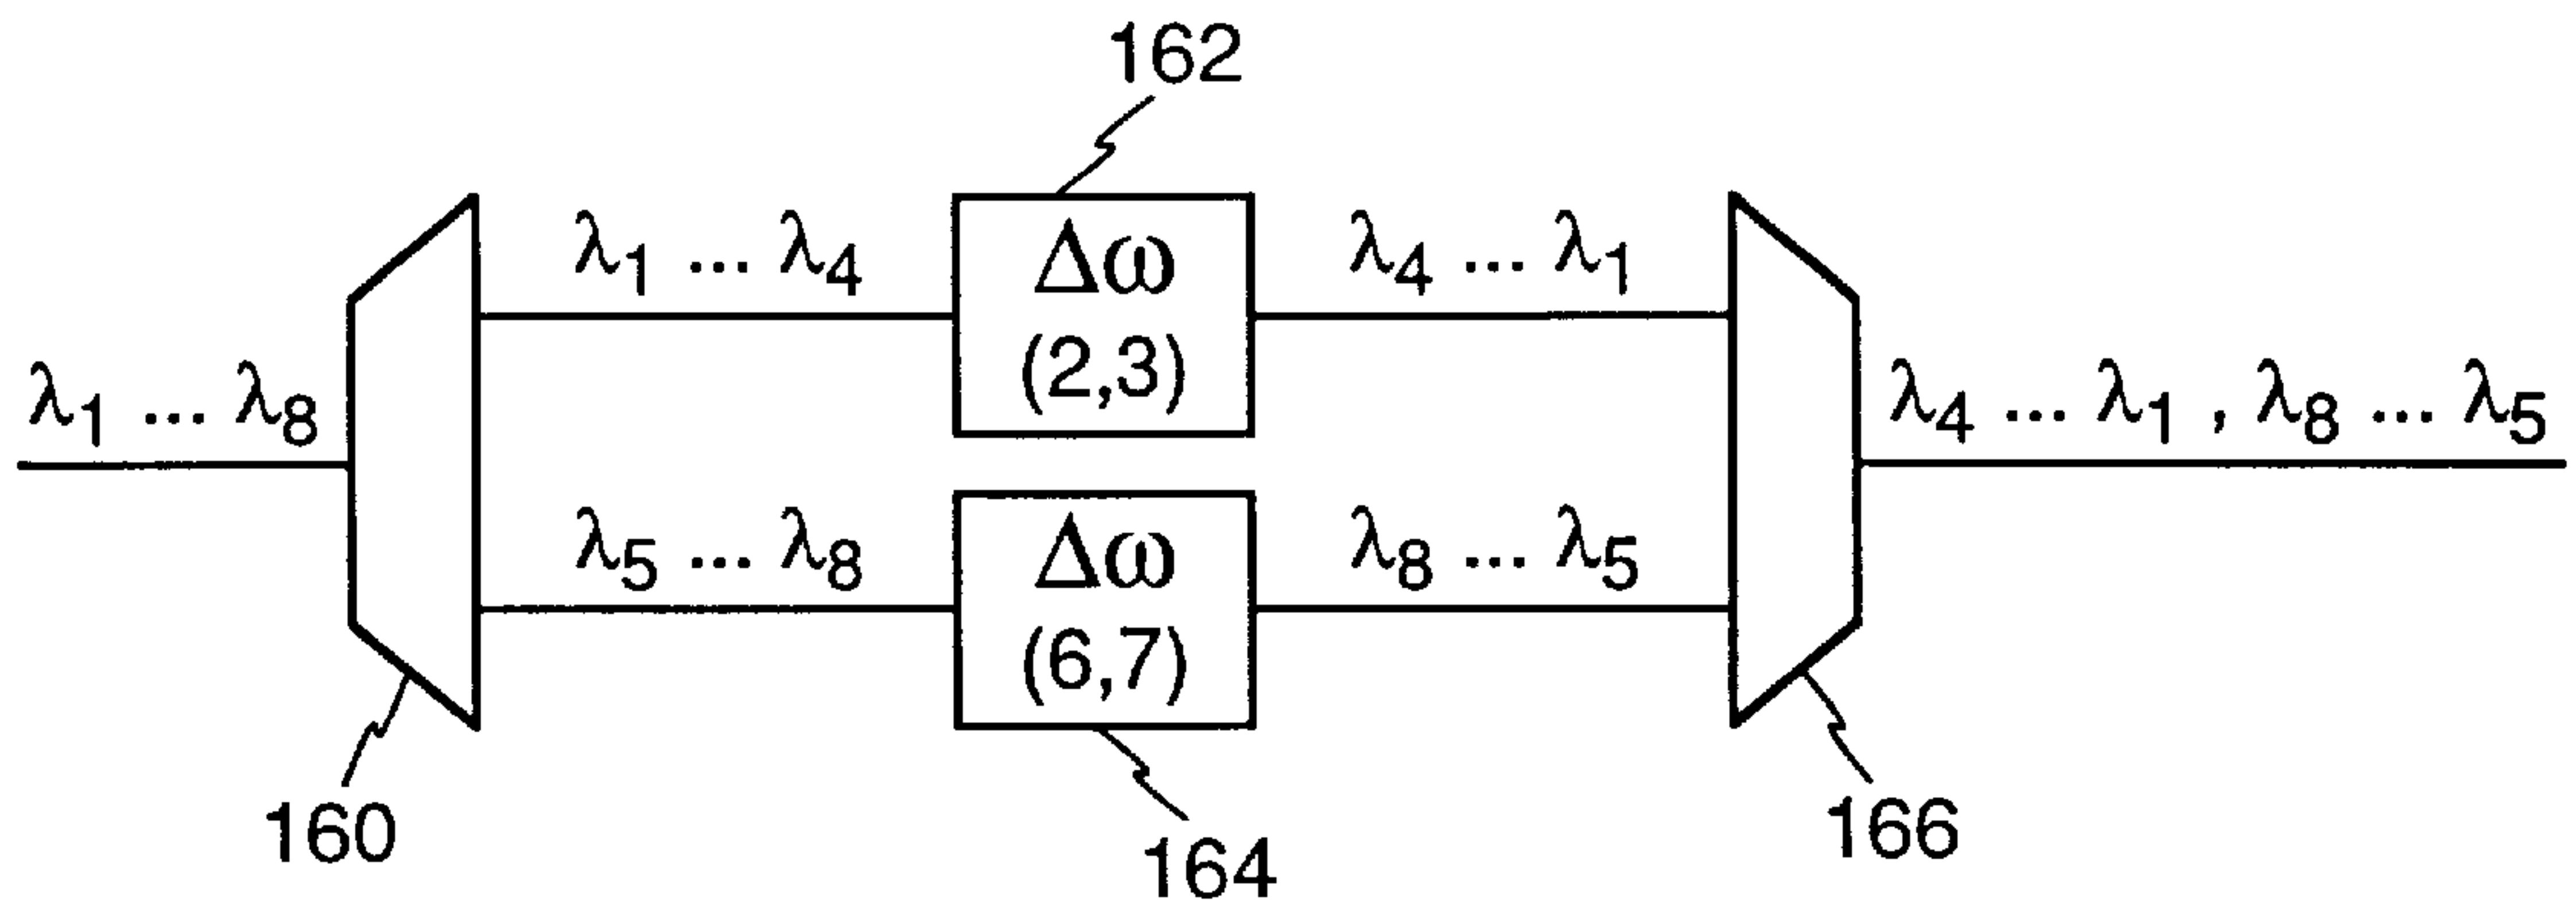 162
λ1 ... λ8
λ1 ... λ4
Δω
(2,3)
λ4 ... λ1
λ5 ... λ8
Δω
(6,7)
λ8 ... λ5
λ4 ... λ1 , λ8 ... λ5
160
164
166